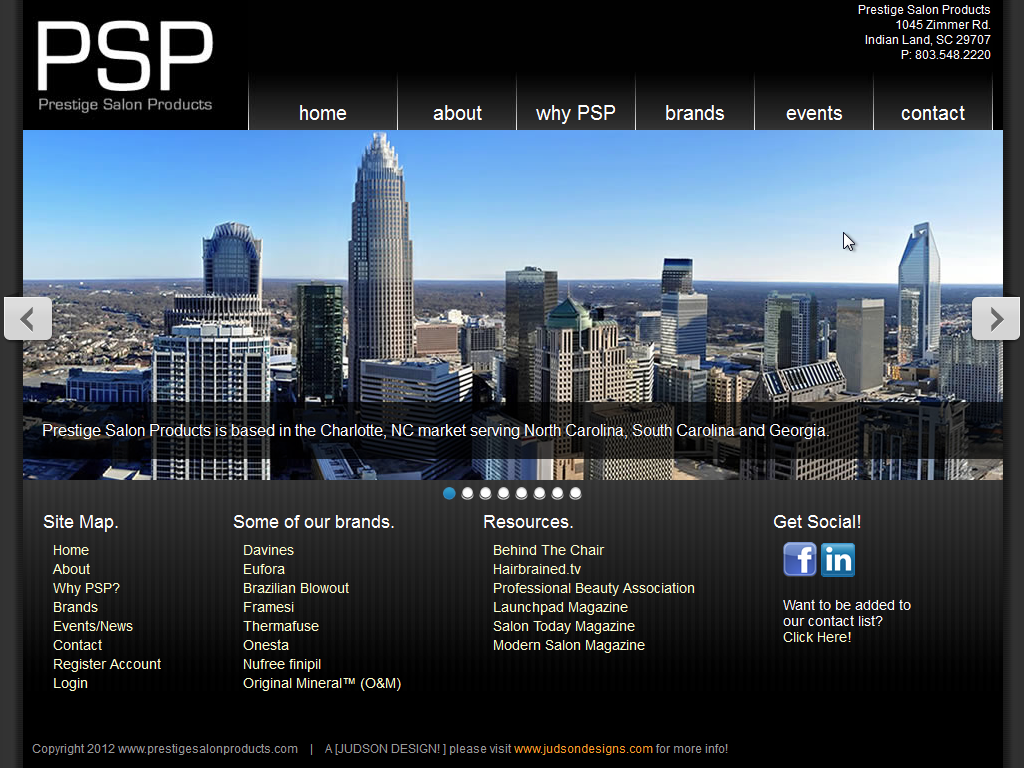 PSP
Prestige Salon Products
Prestige Salon Products
1045 Zimmer Rd.
Indian Land, SC 29707
P: 803.548.2220
home about why PSP brands events contact
Prestige Salon Products is based in the Charlotte, NC market serving North Carolina, South Carolina and Georgia.
Site Map.
Home
About
Why PSP?
Brands
Events/News
Contact
Register Account
Login
Some of our brands.
Davines
Eufora
Brazilian Blowout
Framesi
Thermafuse
Onesta
Nufree finipil
Original Mineral™ (O&M)
Resources.
Behind The Chair
Hairbrained.tv
Professional Beauty Association
Launchpad Magazine
Salon Today Magazine
Modern Salon Magazine
Get Social!
f in
Want to be added to
our contact list?
Click Here!
Copyright 2012 www.prestigesalonproducts.com | A [JUDSON DESIGN! ] please visit www.judsondesigns.com for more info!